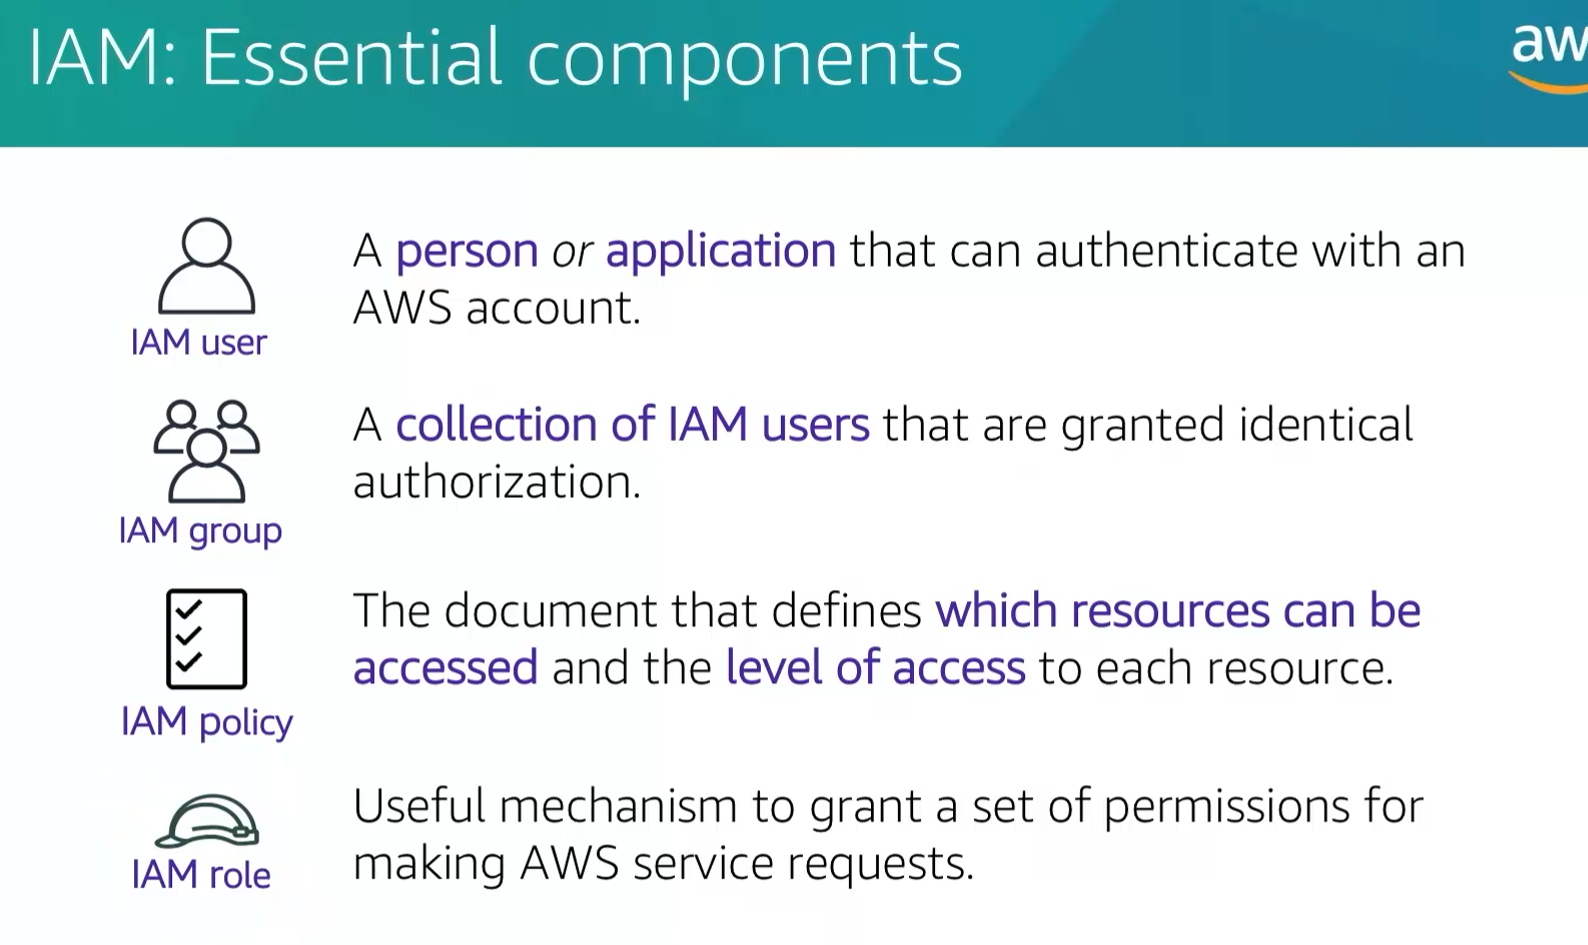 IAM: Essential components
aw
A person or application that can authenticate with an
AWS account.
IAM user
A collection of IAM users that are granted identical
authorization.
IAM group
The document that defines which resources can be
accessed and the level of access to each resource.
IAM policy
Useful mechanism to grant a set of permissions for
making AWS service requests.
IAM role